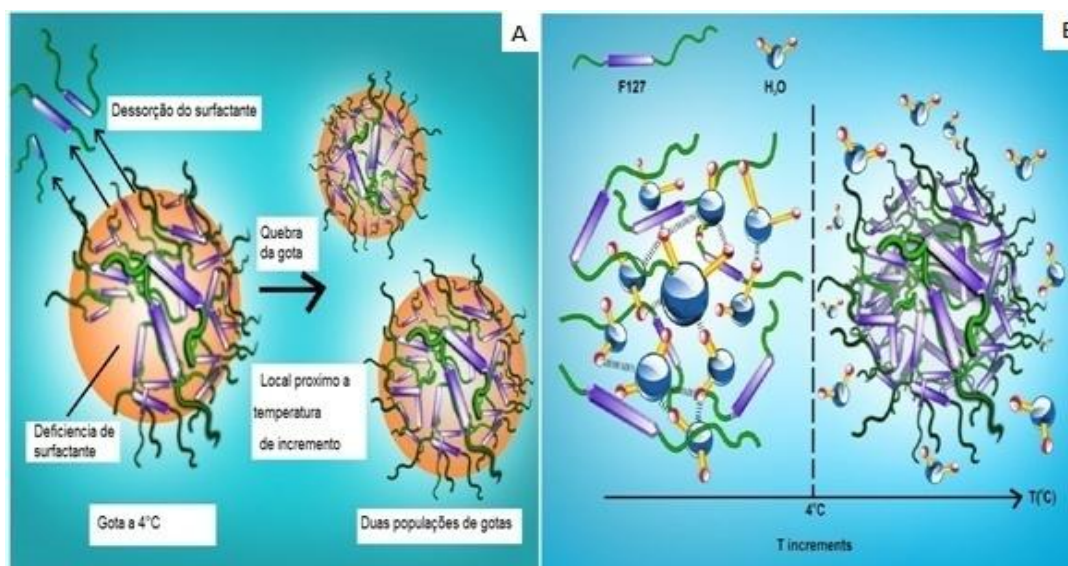 A
Dessorção do surfactante
Quebra
da gota
Local proximo a
temperatura
de incremento
Deficiencia de
surfactante
Gota a 4°C
Duas populações de gotas
F127
H₂O
4°C
T(°C)
T increments